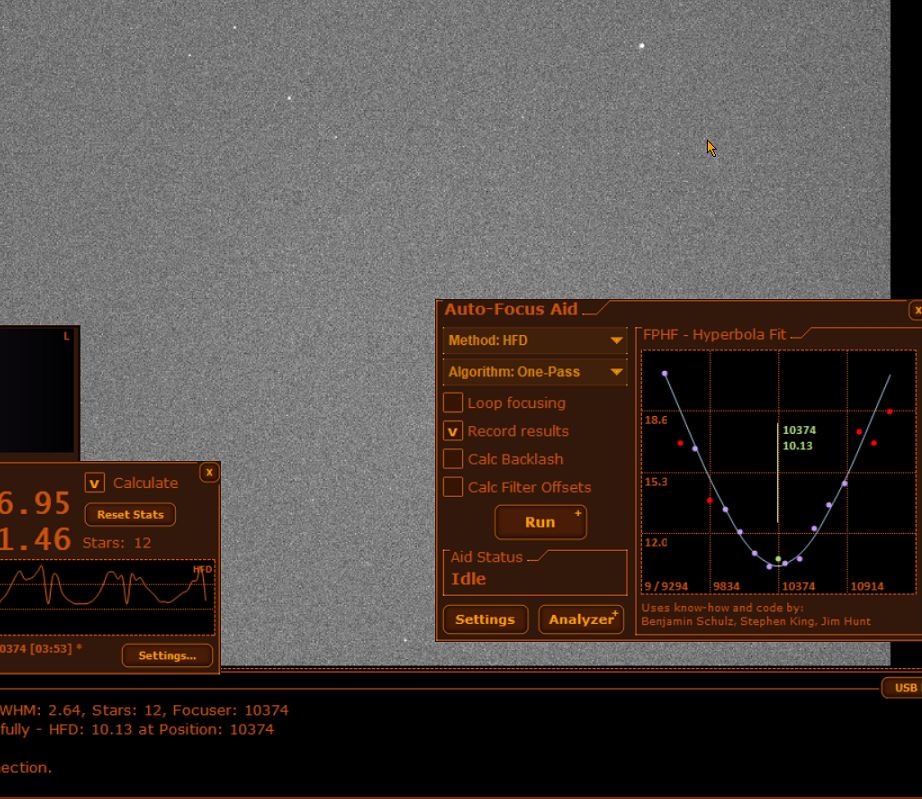 L
Auto-Focus Aid
x
Method: HFD
Algorithm: One-Pass
Loop focusing
v Record results
Calc Backlash
Calc Filter Offsets
Run +
Aid Status
Idle
Settings
Analyzer +
FPHF - Hyperbola Fit
18.6
15.3
12.0
10374
10.13
9 / 9294
9834
10374
10914
Uses know-how and code by:
Benjamin Schulz, Stephen King, Jim Hunt
x
v Calculate
6.95
Reset Stats
1.46
Stars: 12
HFD
0374 [03:53] *
Settings...
USB
WHM: 2.64, Stars: 12, Focuser: 10374
fully - HFD: 10.13 at Position: 10374
ection.